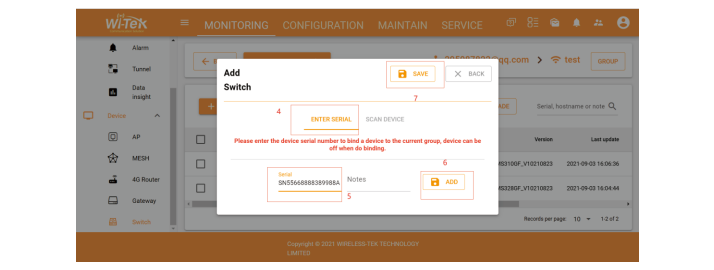 Wi-TEK
MONITORING CONFIGURATION MAINTAIN SERVICE
Alarm
Tunnel
Data
insight
Device
AP
MESH
4G Router
Gateway
Switch
qq.com > test GROUP
Serial, hostname or note
Version Last update
MS310GF_V10210823 2021-09-03 16:06:36
MS328GF_V10210823 2021-09-03 16:04:44
Records per page: 10 1-2 of 2
Add
Switch
SAVE
BACK
7
4
ENTER SERIAL SCAN DEVICE
Please enter the device serial number to bind a device to the current group, device can be
off when do binding.
6
Serial
SN55668888389988A Notes
ADD
5
Copyright © 2021 WIRELESS-TEK TECHNOLOGY
LIMITED